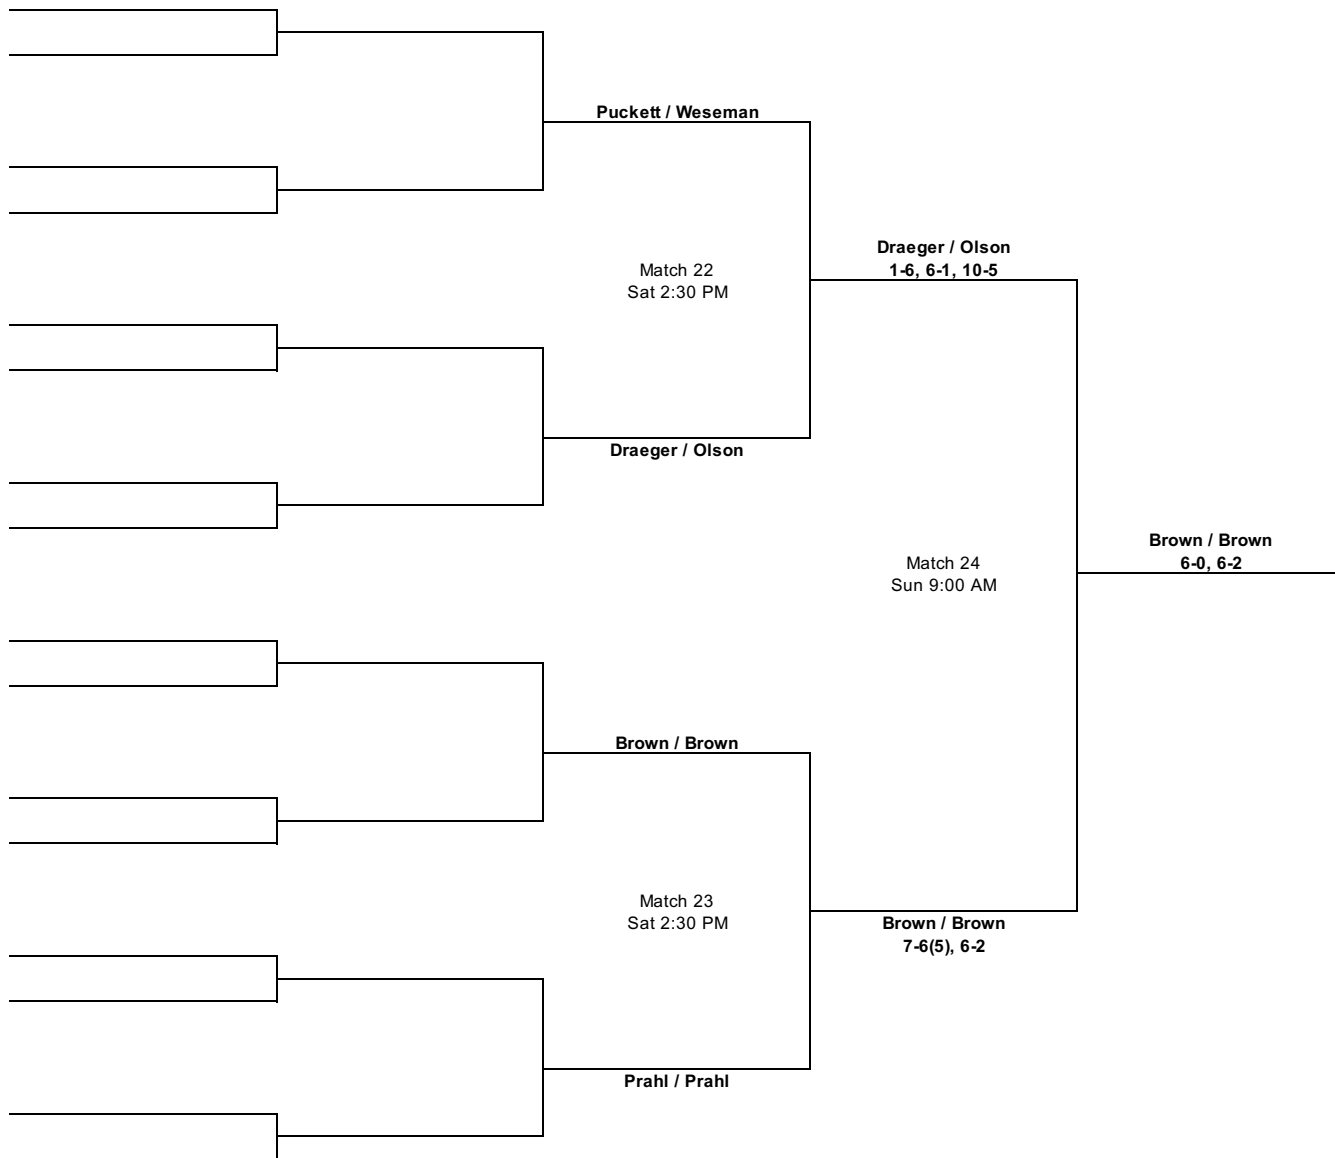 Puckett / Weseman
Match 22
Sat 2:30 PM
Draeger / Olson
Draeger / Olson
1-6, 6-1, 10-5
Match 24
Sun 9:00 AM
Brown / Brown
6-0, 6-2
Brown / Brown
Match 23
Sat 2:30 PM
Prahl / Prahl
Brown / Brown
7-6(5), 6-2